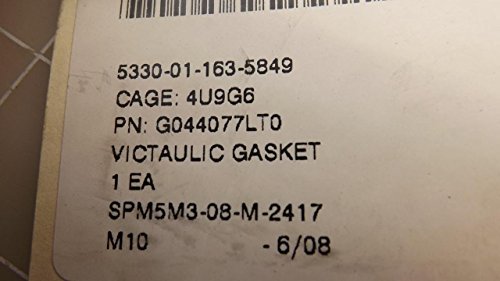 5330-01-163-5849
CAGE: 4U9G6
PN: G044077LT0
VICTAULIC GASKET
1 EA
SPM5M3-08-M-2417
M10 - 6/08